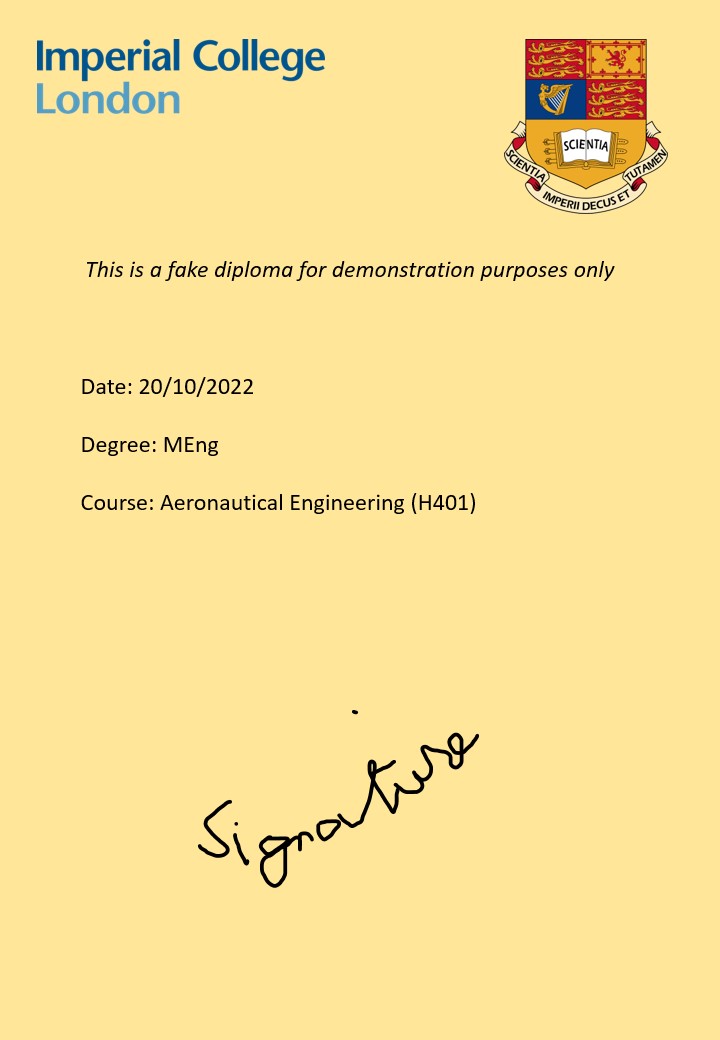 Imperial College
London
SCIENTIA
SCIENTIA
IMPERII DECUS ET
TUTAMEN
This is a fake diploma for demonstration purposes only
Date: 20/10/2022
Degree: MEng
Course: Aeronautical Engineering (H401)
Signature